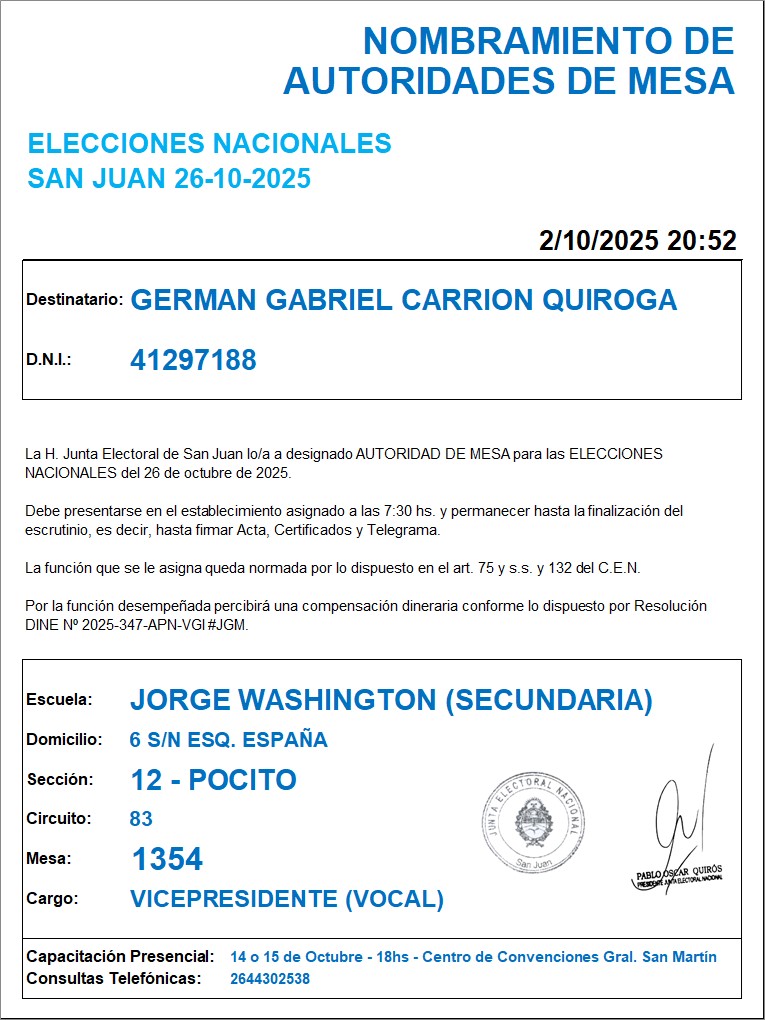 NOMBRAMIENTO DE
AUTORIDADES DE MESA
ELECCIONES NACIONALES
SAN JUAN 26-10-2025
2/10/2025 20:52
Destinatario: GERMAN GABRIEL CARRION QUIROGA
D.N.I.: 41297188
La H. Junta Electoral de San Juan lo/a a designado AUTORIDAD DE MESA para las ELECCIONES
NACIONALES del 26 de octubre de 2025.
Debe presentarse en el establecimiento asignado a las 7:30 hs. y permanecer hasta la finalización del
escrutinio, es decir, hasta firmar Acta, Certificados y Telegrama.
La función que se le asigna queda normada por lo dispuesto en el art. 75 y s.s. y 132 del C.E.N.
Por la función desempeñada percibirá una compensación dineraria conforme lo dispuesto por Resolución
DINE Nº 2025-347-APN-VGI#JGM.
Escuela: JORGE WASHINGTON (SECUNDARIA)
Domicilio: 6 S/N ESQ. ESPAÑA
Sección: 12 - POCITO
Circuito: 83
Mesa: 1354
Cargo: VICEPRESIDENTE (VOCAL)
JUNTA ELECTORAL NACIONAL
San Juan
PABLO OSCAR QUIRÓS
PRESIDENTE JUNTA ELECTORAL NACIONAL
Capacitación Presencial: 14 o 15 de Octubre - 18hs - Centro de Convenciones Gral. San Martín
Consultas Telefónicas: 2644302538